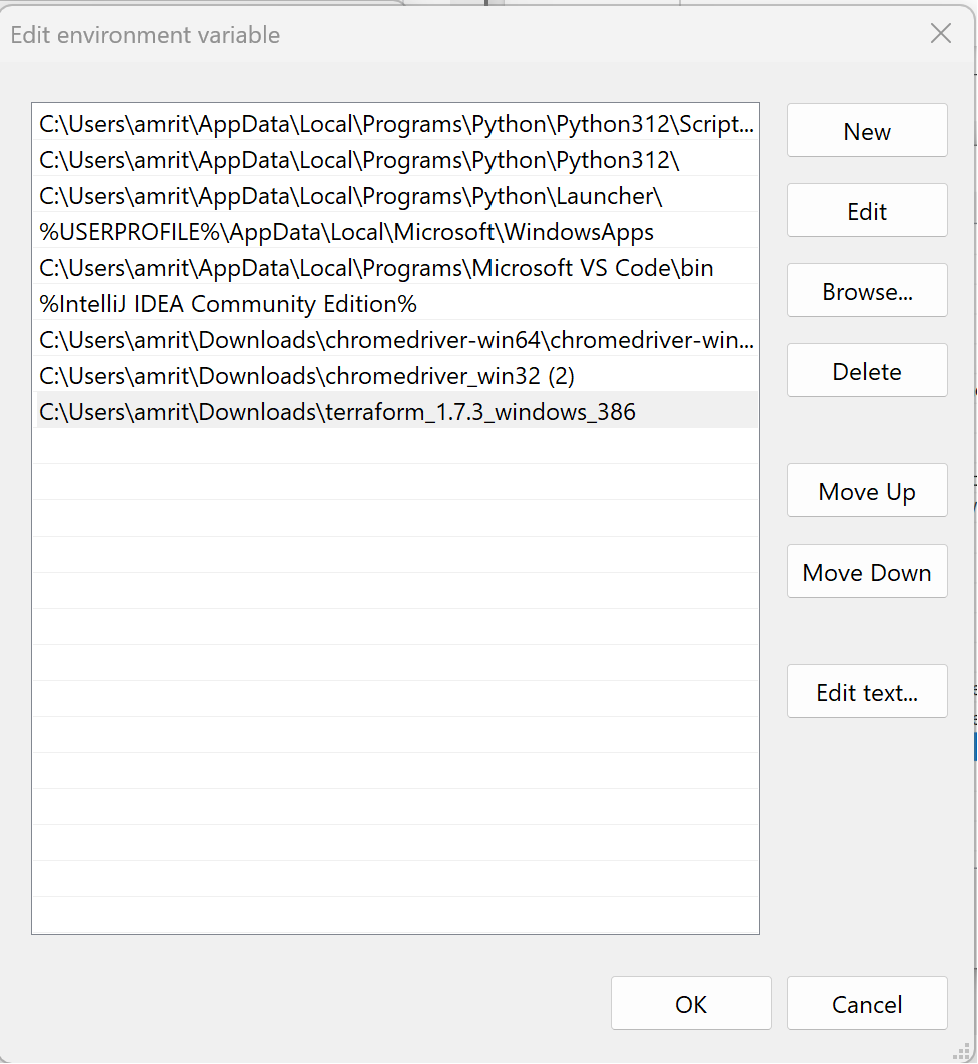 Edit environment variable
C:\Users\amrit\AppData\Local\Programs\Python\Python312\Script...
C:\Users\amrit\AppData\Local\Programs\Python\Python312\
C:\Users\amrit\AppData\Local\Programs\Python\Launcher\
%USERPROFILE%\AppData\Local\Microsoft\WindowsApps
C:\Users\amrit\AppData\Local\Programs\Microsoft VS Code\bin
%IntelliJ IDEA Community Edition%
C:\Users\amrit\Downloads\chromedriver-win64\chromedriver-win...
C:\Users\amrit\Downloads\chromedriver_win32 (2)
C:\Users\amrit\Downloads\terraform_1.7.3_windows_386
New
Edit
Browse...
Delete
Move Up
Move Down
Edit text...
OK
Cancel